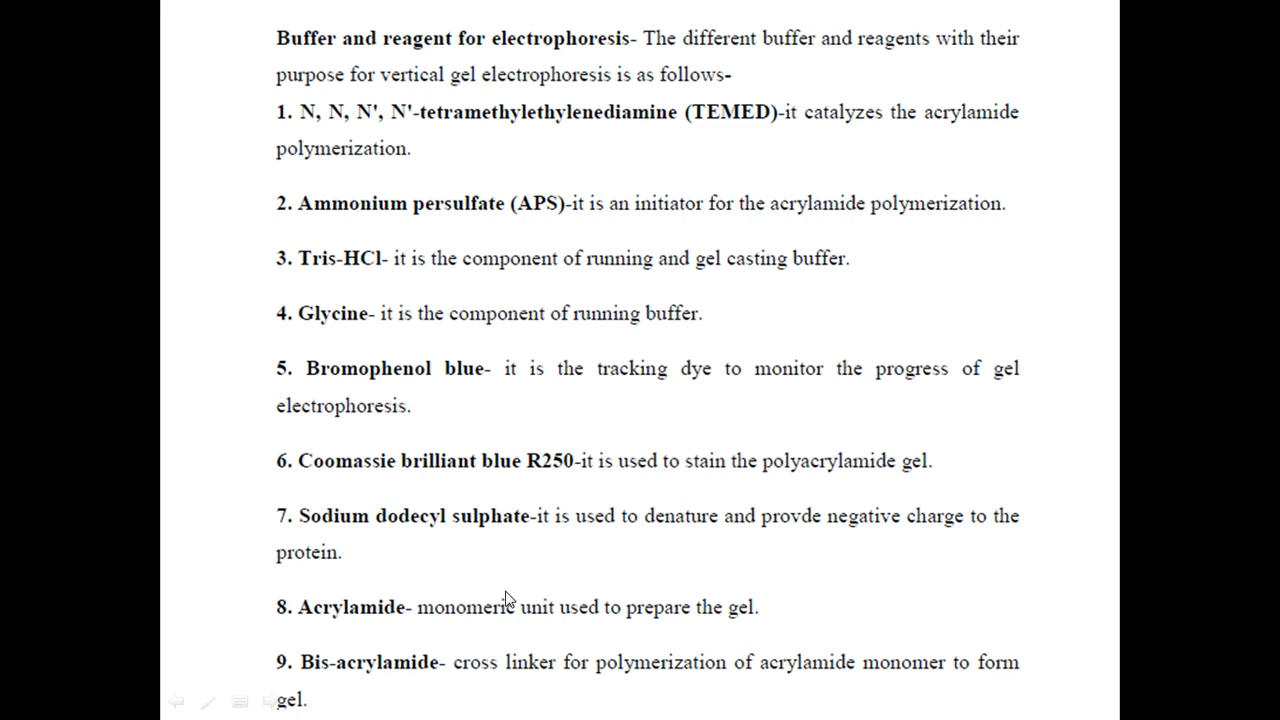 Buffer and reagent for electrophoresis- The different buffer and reagents with their
purpose for vertical gel electrophoresis is as follows-
1. N, N, N', N'-tetramethylethylenediamine (TEMED)-it catalyzes the acrylamide
polymerization.
2. Ammonium persulfate (APS)-it is an initiator for the acrylamide polymerization.
3. Tris-HCl- it is the component of running and gel casting buffer.
4. Glycine- it is the component of running buffer.
5. Bromophenol blue- it is the tracking dye to monitor the progress of gel
electrophoresis.
6. Coomassie brilliant blue R250-it is used to stain the polyacrylamide gel.
7. Sodium dodecyl sulphate-it is used to denature and provde negative charge to the
protein.
8. Acrylamide- monomeric unit used to prepare the gel.
9. Bis-acrylamide- cross linker for polymerization of acrylamide monomer to form
gel.